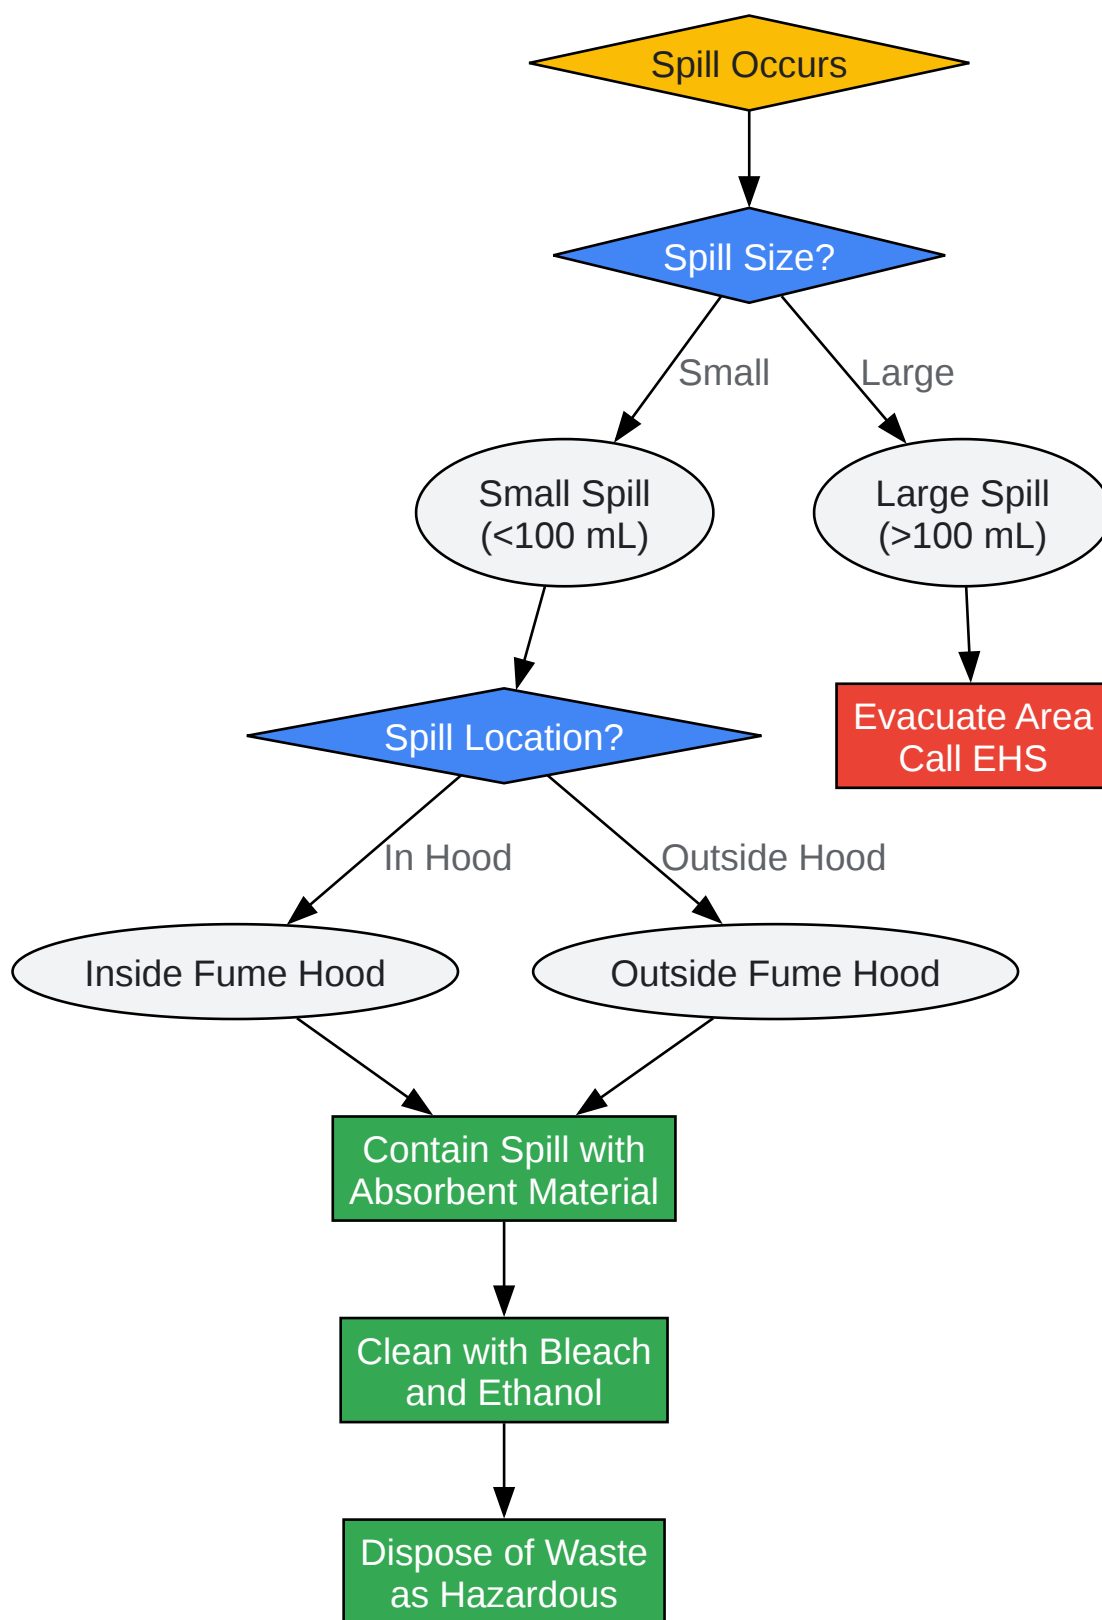 Spill Occurs
Spill Size?
Small
Large
Small Spill
(<100 mL)
Large Spill
(>100 mL)
Spill Location?
Evacuate Area
Call EHS
In Hood
Outside Hood
Inside Fume Hood
Outside Fume Hood
Contain Spill with
Absorbent Material
Clean with Bleach
and Ethanol
Dispose of Waste
as Hazardous